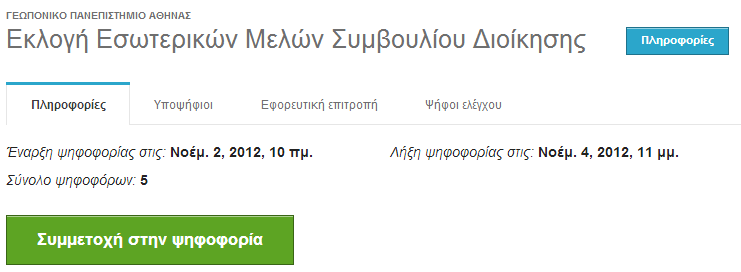 ΓΕΩΠΟΝΙΚΟ ΠΑΝΕΠΙΣΤΗΜΙΟ ΑΘΗΝΑΣ
Εκλογή Εσωτερικών Μελών Συμβουλίου Διοίκησης
Πληροφορίες
Πληροφορίες Υποψήφιοι Εφορευτική επιτροπή Ψήφοι ελέγχου
Έναρξη ψηφοφορίας στις: Νοέμ. 2, 2012, 10 πμ. Λήξη ψηφοφορίας στις: Νοέμ. 4, 2012, 11 μμ.
Σύνολο ψηφοφόρων: 5
Συμμετοχή στην ψηφοφορία